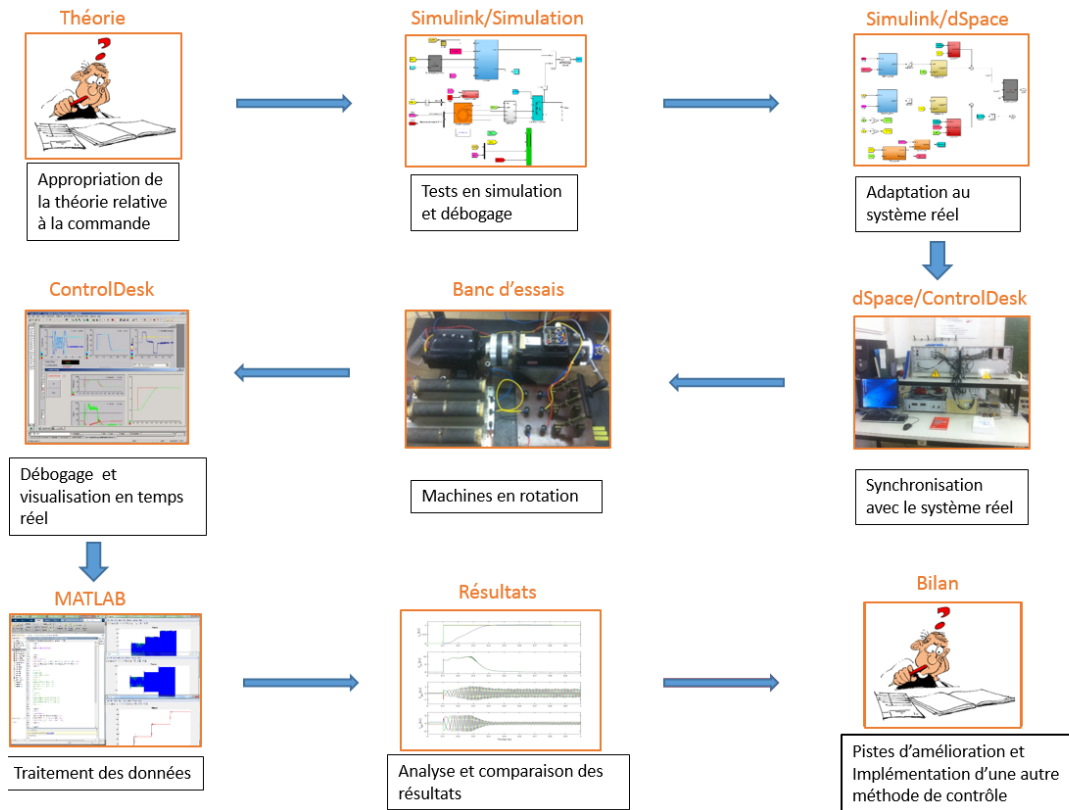 Théorie
Simulink/Simulation
Simulink/dSpace
Appropriation de
la théorie relative
à la commande
Tests en simulation
et débogage
Adaptation au
système réel
ControlDesk
Banc d'essais
dSpace/ControlDesk
Débogage et
visualisation en temps
réel
Machines en rotation
Synchronisation
avec le système réel
MATLAB
Résultats
Bilan
Traitement des données
Analyse et comparaison des
résultats
Pistes d'amélioration et
Implémentation d'une autre
méthode de contrôle